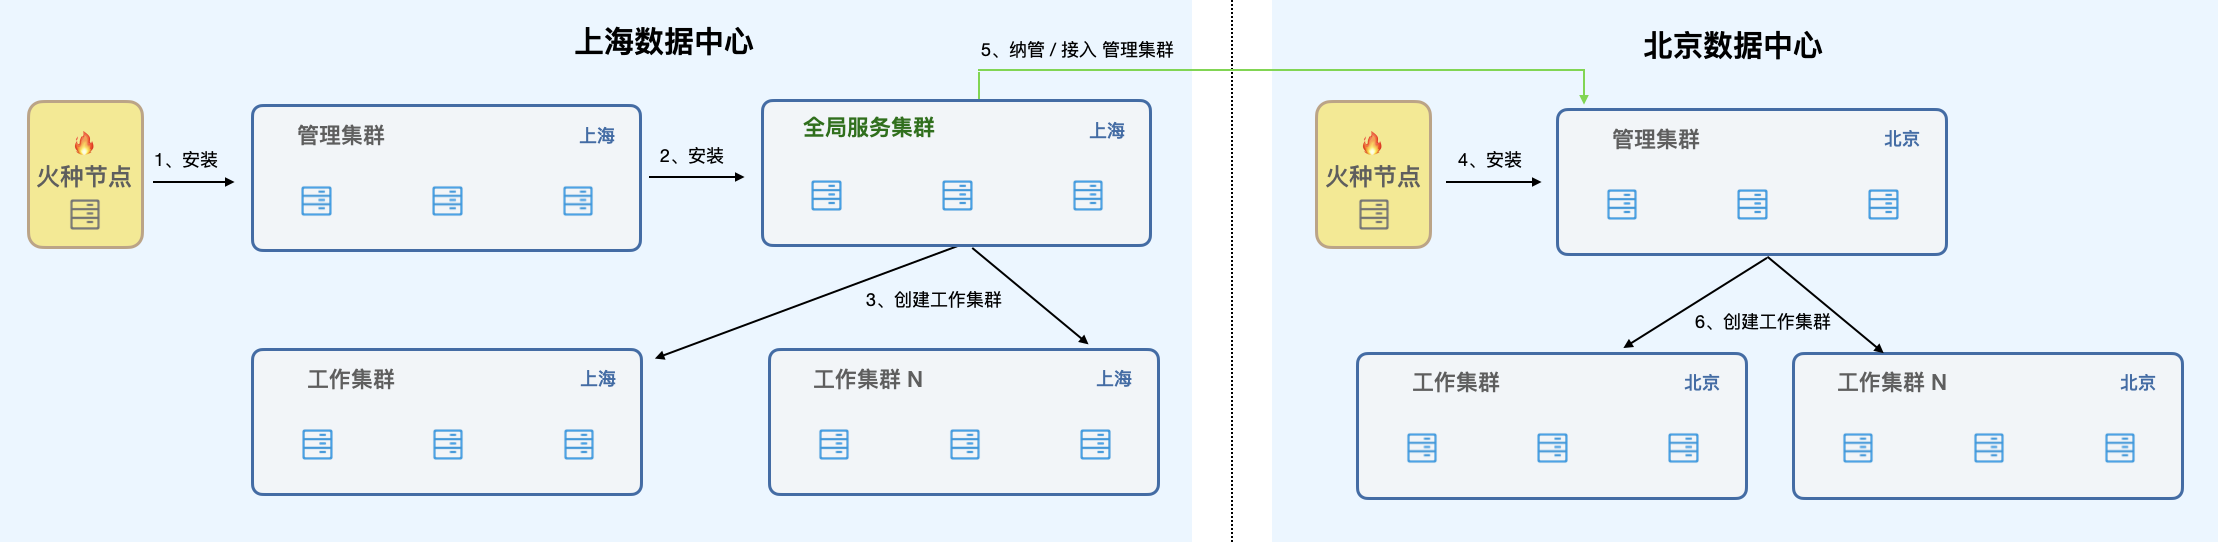 上海数据中心
5、纳管 / 接入 管理集群
火种节点
1、安装
管理集群
上海
2、安装
全局服务集群
上海
3、创建工作集群
工作集群
上海
工作集群 N
上海
北京数据中心
火种节点
4、安装
管理集群
北京
6、创建工作集群
工作集群
北京
工作集群 N
北京